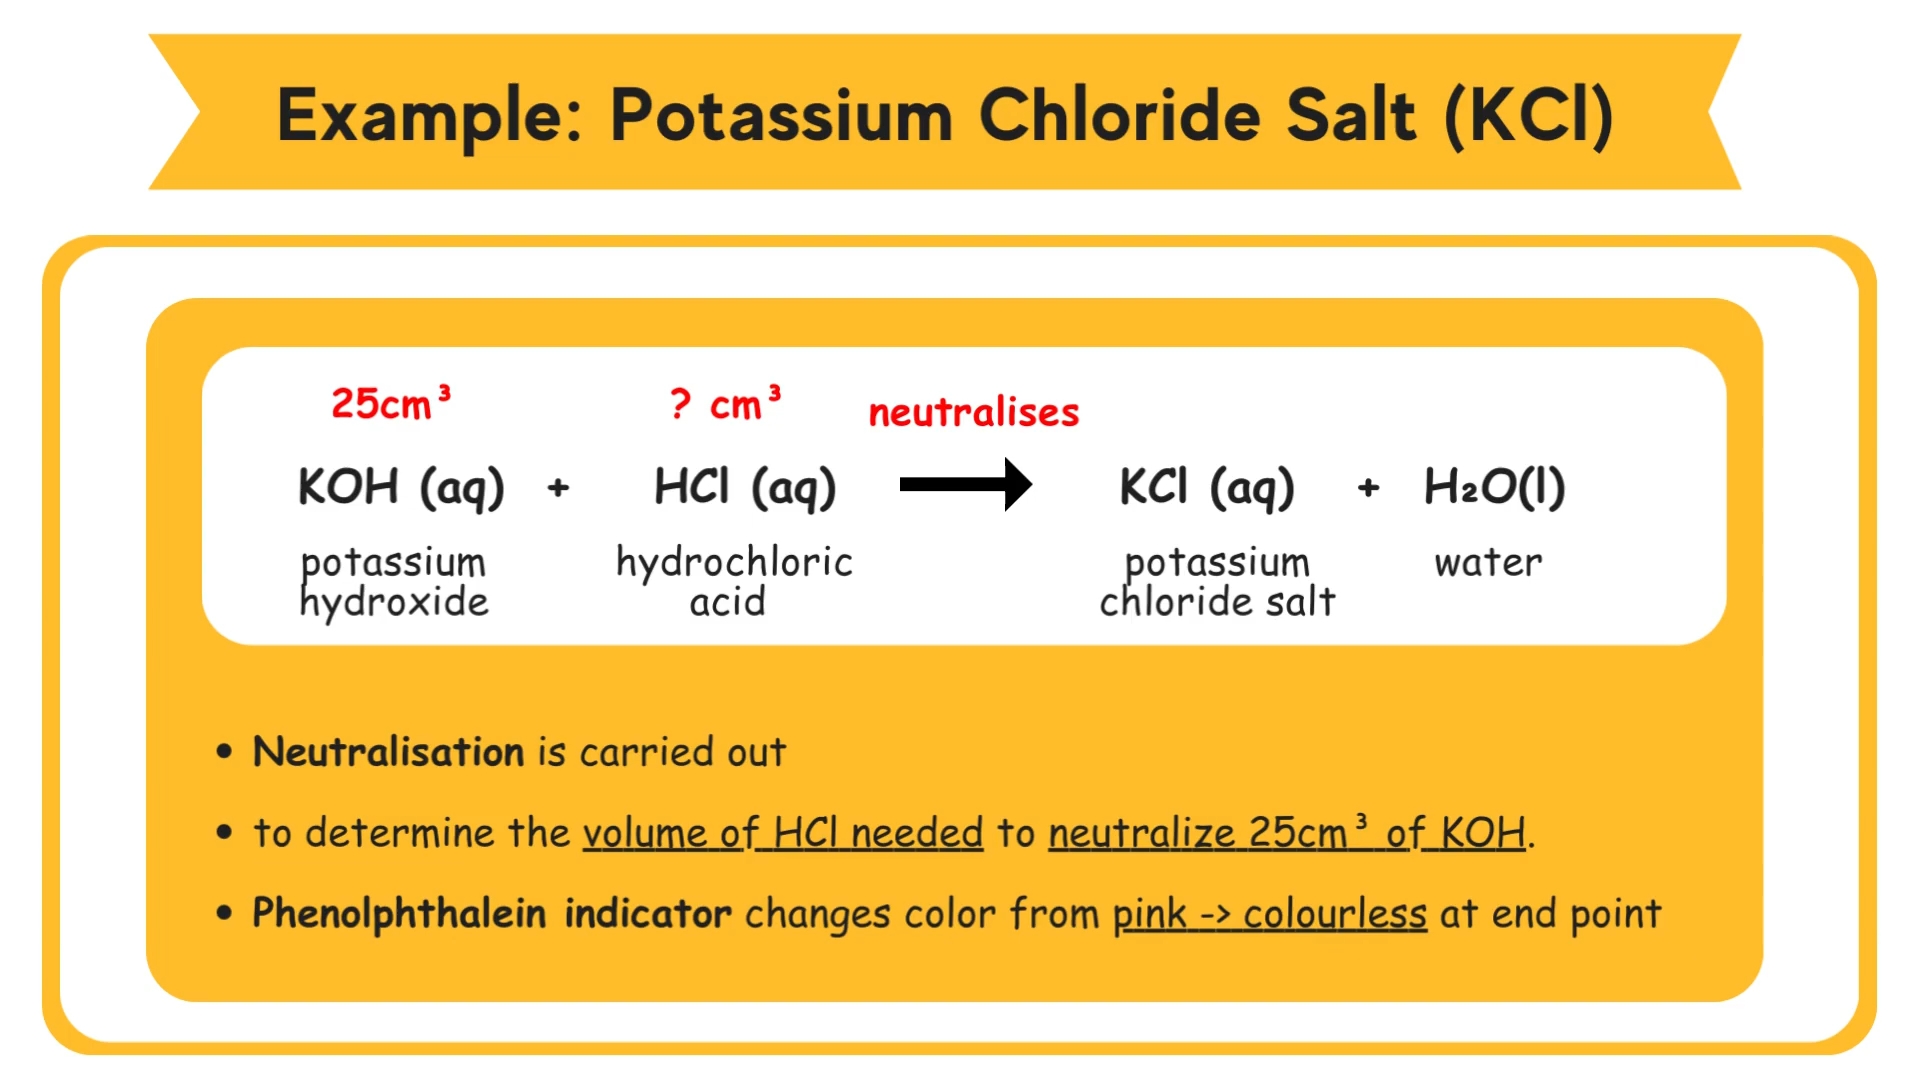 Example: Potassium Chloride Salt (KCl)
25cm³ ? cm³ neutralises
KOH (aq) + HCl (aq) KCl (aq) + H₂O(l)
potassium hydrochloric potassium water
hydroxide acid chloride salt
• Neutralisation is carried out
• to determine the volume of HCl needed to neutralize 25cm³ of KOH.
• Phenolphthalein indicator changes color from pink -> colourless at end point